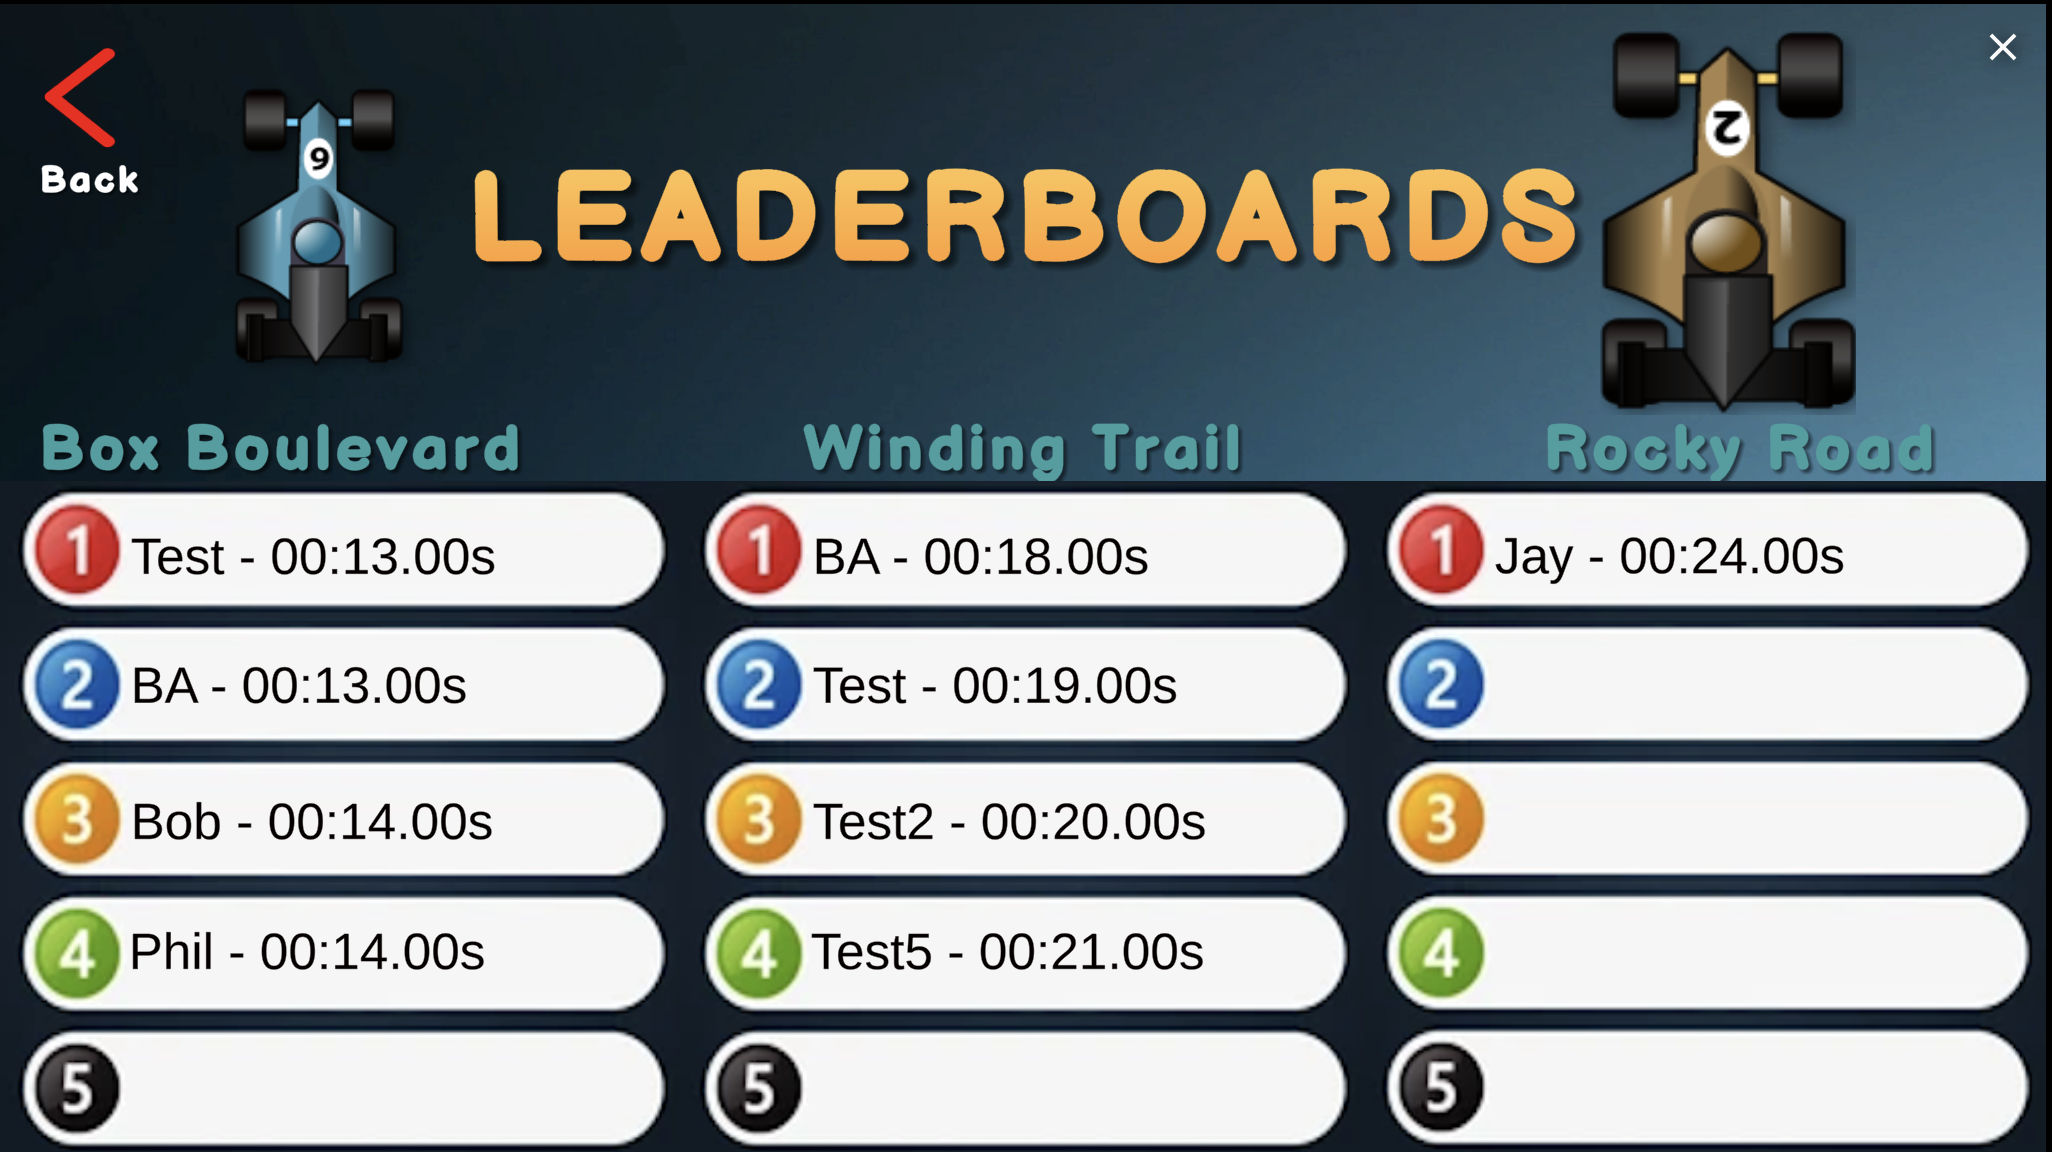 Back
6
2
LEADERBOARDS
Box Boulevard
1 Test - 00:13.00s
2 BA - 00:13.00s
3 Bob - 00:14.00s
4 Phil - 00:14.00s
5
Winding Trail
1 BA - 00:18.00s
2 Test - 00:19.00s
3 Test2 - 00:20.00s
4 Test5 - 00:21.00s
5
Rocky Road
1 Jay - 00:24.00s
2
3
4
5